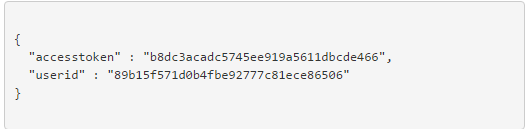 {
"accesstoken" : "b8dc3acadc5745ee919a5611dbcde466",
"userid" : "89b15f571d0b4fbe92777c81ece86506"
}